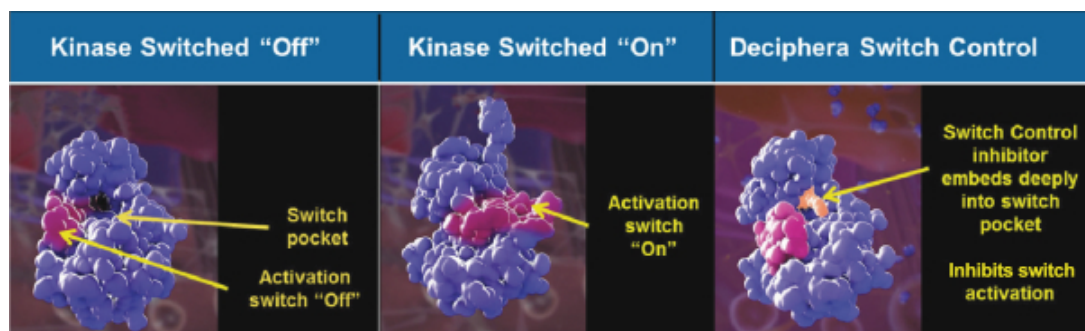 Kinase Switched “Off”
Kinase Switched “On”
Deciphera Switch Control
Switch
pocket
Activation
switch “Off”
Activation
switch
“On”
Switch Control
inhibitor
embeds deeply
into switch
pocket
Inhibits switch
activation